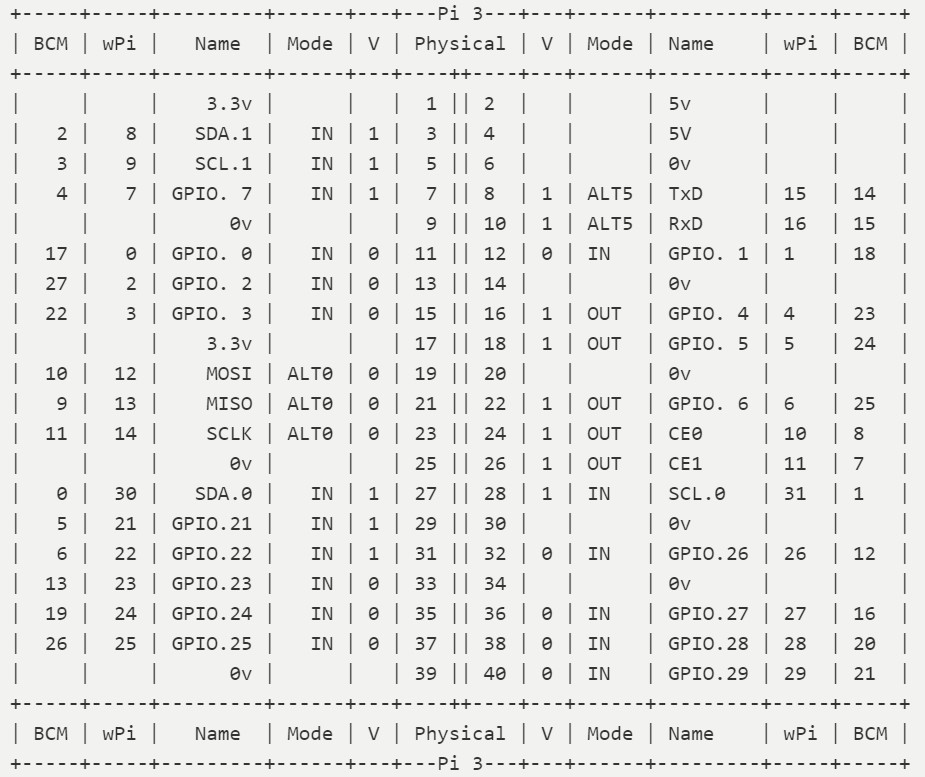 +-----+-----+---------+------+---+---Pi 3---+---+------+---------+-----+-----+
| BCM | wPi |   Name  | Mode | V | Physical | V | Mode | Name    | wPi | BCM |
+-----+-----+---------+------+---+----++----+---+------+---------+-----+-----+
|     |     |    3.3v |      |   |  1 || 2  |   |      | 5v      |     |     |
|   2 |   8 |   SDA.1 |   IN | 1 |  3 || 4  |   |      | 5V      |     |     |
|   3 |   9 |   SCL.1 |   IN | 1 |  5 || 6  |   |      | 0v      |     |     |
|   4 |   7 | GPIO. 7 |   IN | 1 |  7 || 8  | 1 | ALT5 | TxD     | 15  | 14  |
|     |     |      0v |      |   |  9 || 10 | 1 | ALT5 | RxD     | 16  | 15  |
|  17 |   0 | GPIO. 0 |   IN | 0 | 11 || 12 | 0 | IN   | GPIO. 1 | 1   | 18  |
|  27 |   2 | GPIO. 2 |   IN | 0 | 13 || 14 |   |      | 0v      |     |     |
|  22 |   3 | GPIO. 3 |   IN | 0 | 15 || 16 | 1 | OUT  | GPIO. 4 | 4   | 23  |
|     |     |    3.3v |      |   | 17 || 18 | 1 | OUT  | GPIO. 5 | 5   | 24  |
|  10 |  12 |    MOSI | ALT0 | 0 | 19 || 20 |   |      | 0v      |     |     |
|   9 |  13 |    MISO | ALT0 | 0 | 21 || 22 | 1 | OUT  | GPIO. 6 | 6   | 25  |
|  11 |  14 |    SCLK | ALT0 | 0 | 23 || 24 | 1 | OUT  | CE0     | 10  | 8   |
|     |     |      0v |      |   | 25 || 26 | 1 | OUT  | CE1     | 11  | 7   |
|   0 |  30 |   SDA.0 |   IN | 1 | 27 || 28 | 1 | IN   | SCL.0   | 31  | 1   |
|   5 |  21 | GPIO.21 |   IN | 1 | 29 || 30 |   |      | 0v      |     |     |
|   6 |  22 | GPIO.22 |   IN | 1 | 31 || 32 | 0 | IN   | GPIO.26 | 26  | 12  |
|  13 |  23 | GPIO.23 |   IN | 0 | 33 || 34 |   |      | 0v      |     |     |
|  19 |  24 | GPIO.24 |   IN | 0 | 35 || 36 | 0 | IN   | GPIO.27 | 27  | 16  |
|  26 |  25 | GPIO.25 |   IN | 0 | 37 || 38 | 0 | IN   | GPIO.28 | 28  | 20  |
|     |     |      0v |      |   | 39 || 40 | 0 | IN   | GPIO.29 | 29  | 21  |
+-----+-----+---------+------+---+----++----+---+------+---------+-----+-----+
| BCM | wPi |   Name  | Mode | V | Physical | V | Mode | Name    | wPi | BCM |
+-----+-----+---------+------+---+---Pi 3---+---+------+---------+-----+-----+